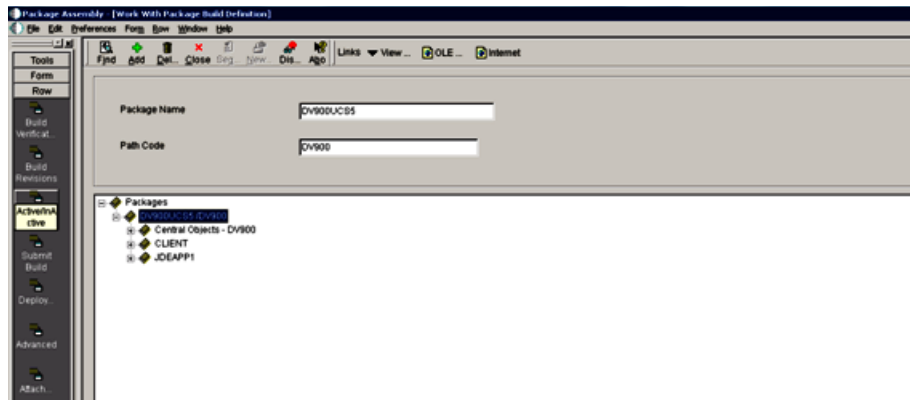 Package Assembly - [Work With Package Build Definition]
File Edit Preferences Form Row Window Help
Find Add Del... Close Seq... New... Dis... Abo Links View ... OLE ... Internet
Tools
Form
Row
Build
Verificat...
Build
Revisions
Active/InA
ctive
Submit
Build
Deploy...
Advanced
Attach...
Package Name DV900UCS5
Path Code DV900
Packages
DV900UCS5 /DV900
Central Objects - DV900
CLIENT
JDEAPP1